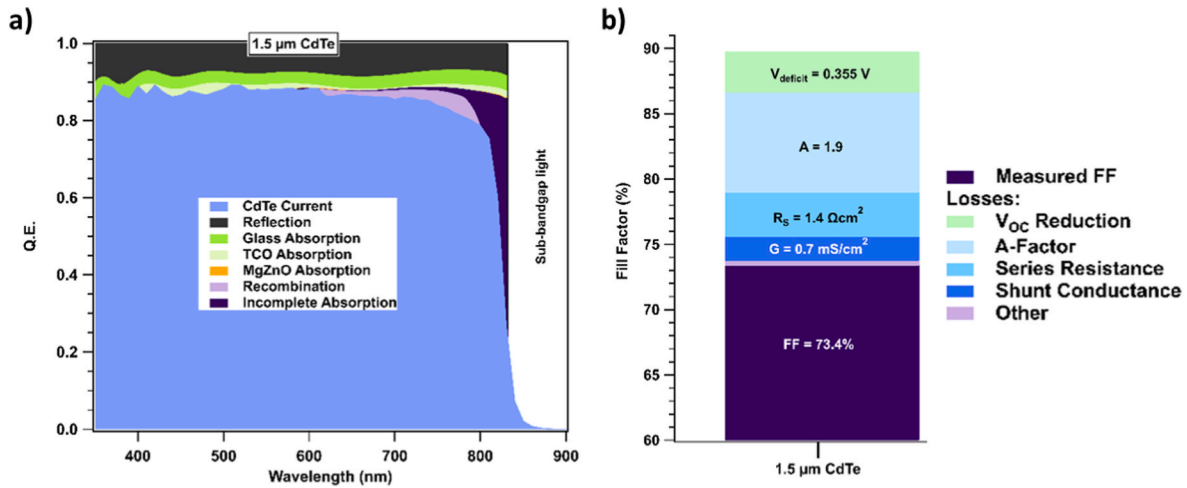 a)
1.5 µm CdTe
1.0
0.8
0.6
0.4
0.2
0.0
Q.E.
CdTe Current
Reflection
Glass Absorption
TCO Absorption
MgZnO Absorption
Recombination
Incomplete Absorption
Sub-bandgap light
400 500 600 700 800 900
Wavelength (nm)
b)
90
85
80
75
70
65
60
Fill Factor (%)
Vdeficit = 0.355 V
A = 1.9
RS = 1.4 Ωcm²
G = 0.7 mS/cm²
FF = 73.4%
1.5 µm CdTe
Measured FF
Losses:
VOC Reduction
A-Factor
Series Resistance
Shunt Conductance
Other